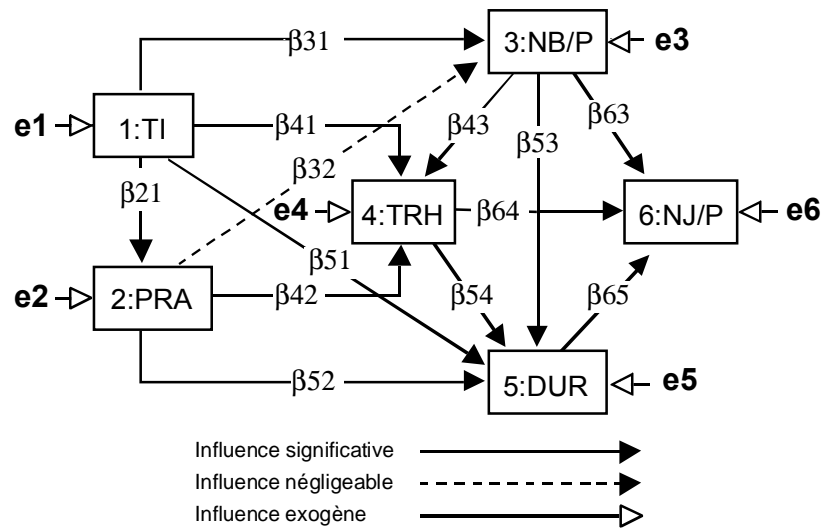 β31
3:NB/P
e3
e1
1:TI
β41
β43
β53
β63
β21
β32
e4
4:TRH
β64
6:NJ/P
e6
β51
e2
2:PRA
β42
β54
β65
β52
5:DUR
e5
Influence significative
Influence négligeable
Influence exogène